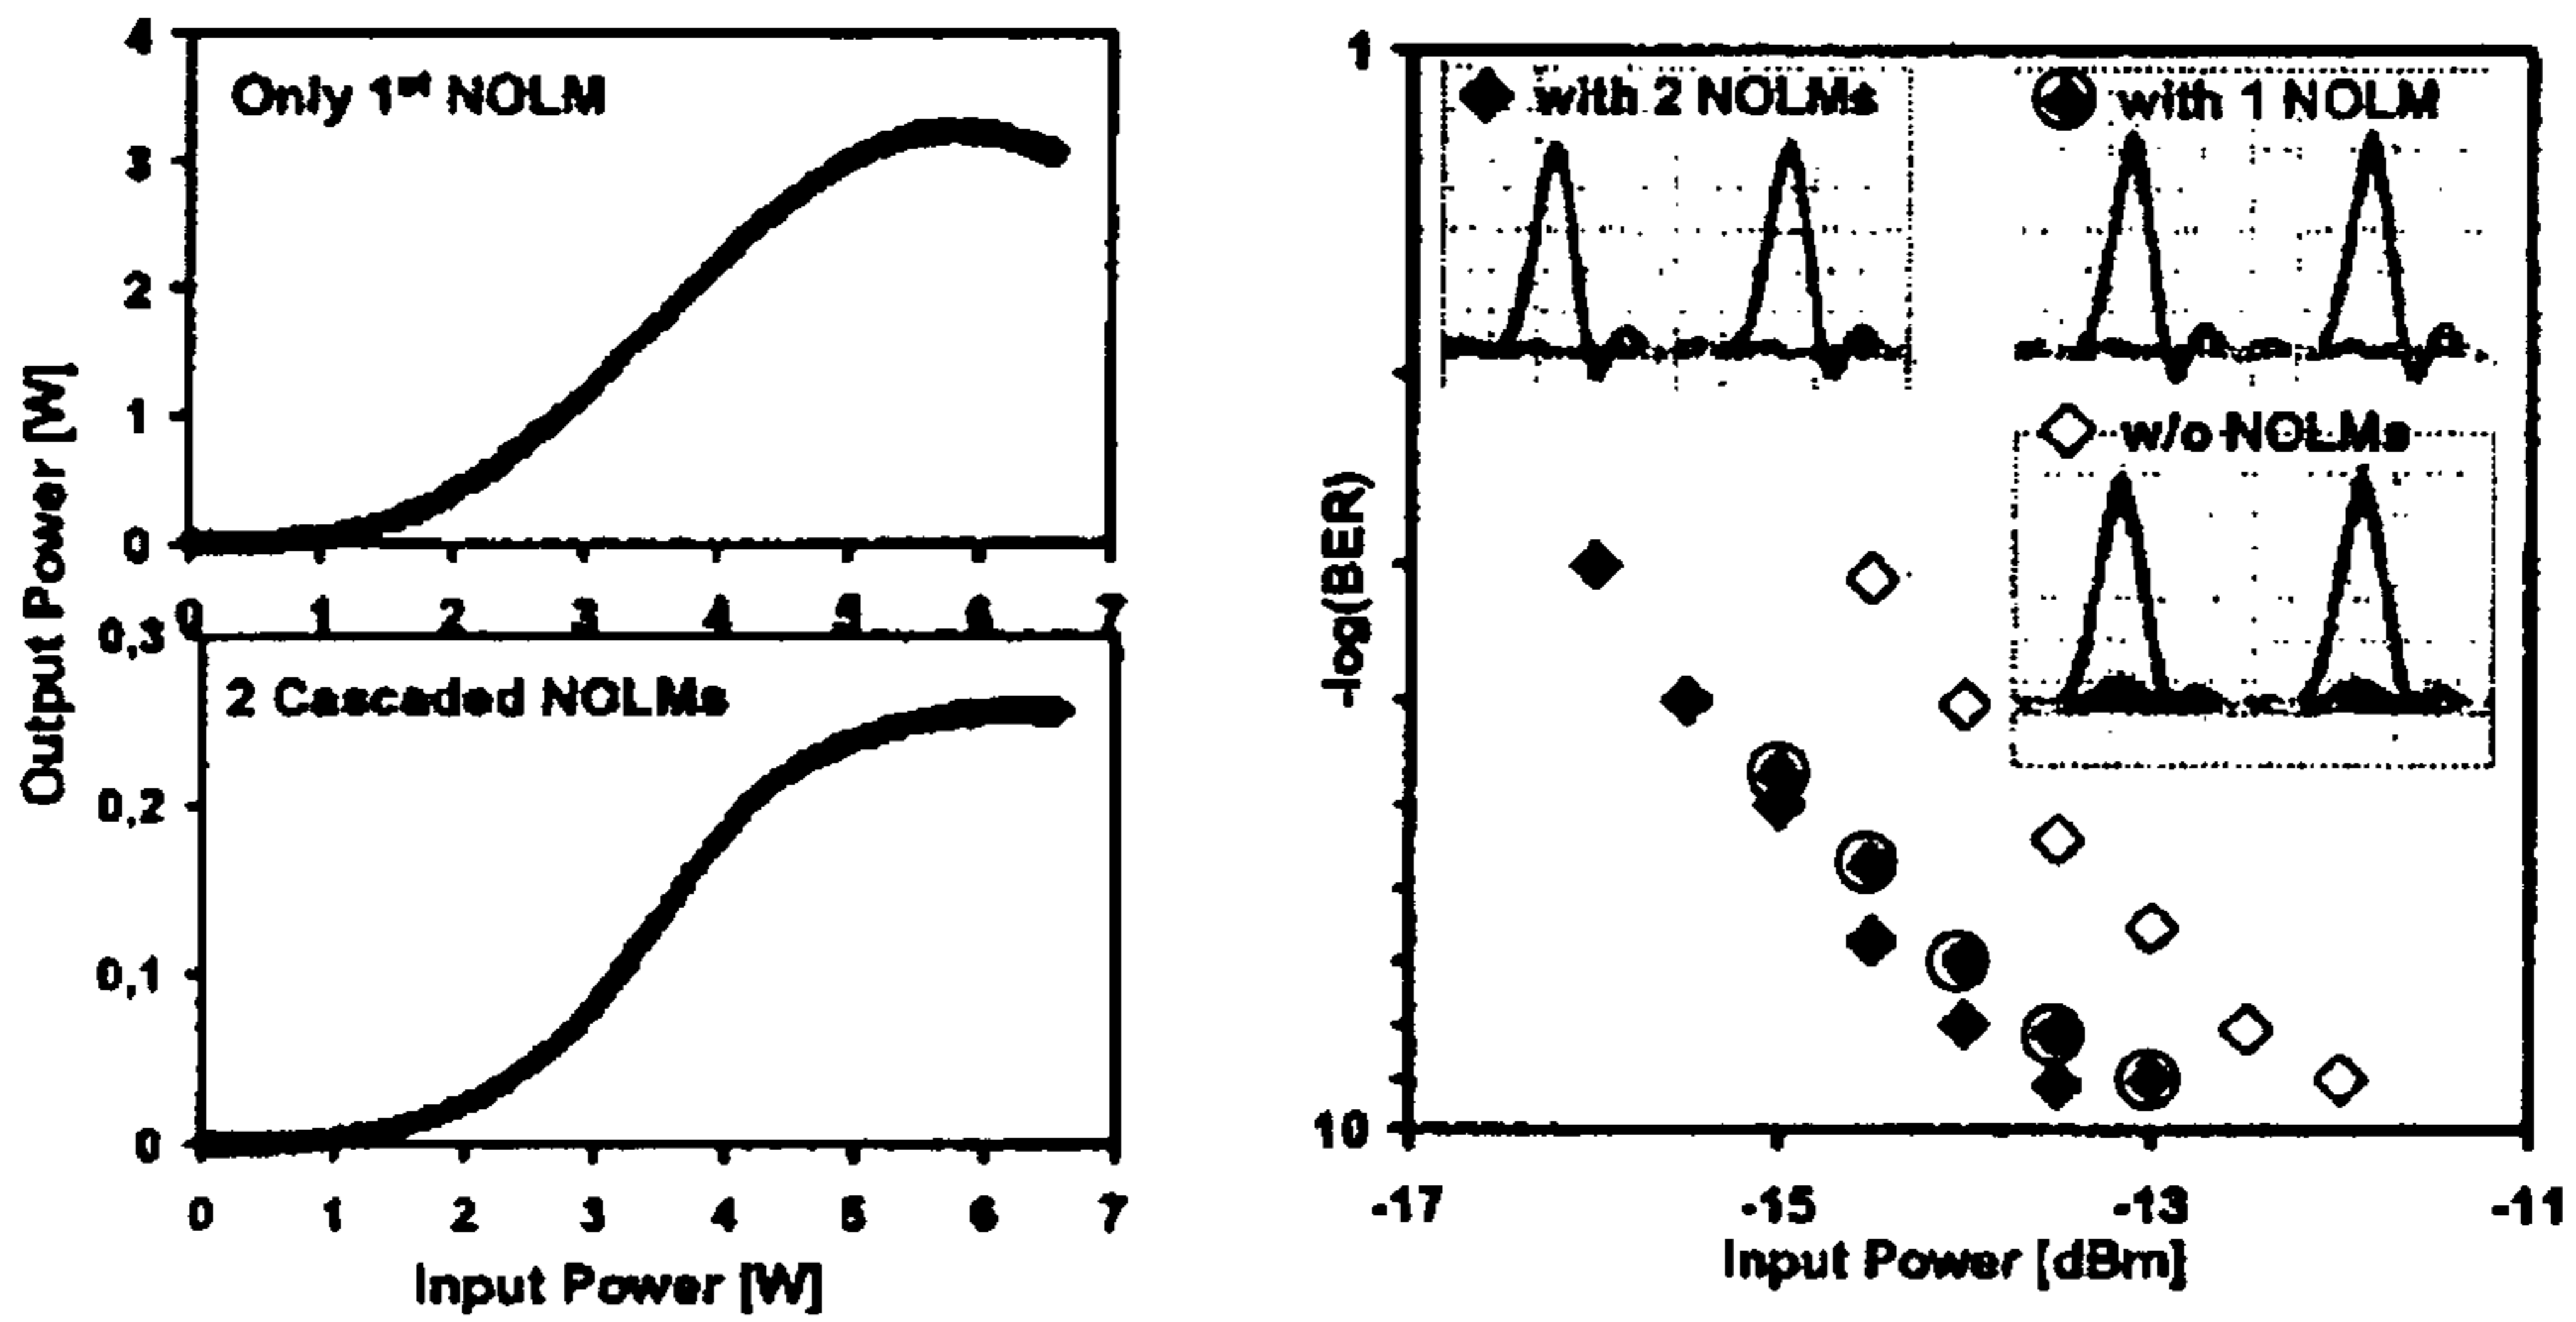 4
Only 1st NOLM
3
2
1
0
0 1 2 3 4 5 6 7
Output Power [W]
0,3
2 Cascaded NOLMs
0,2
0,1
0
0 1 2 3 4 5 6 7
Input Power [W]
1
with 2 NOLMs
with 1 NOLM
w/o NOLMs
-log(BER)
10
-17 -15 -13 -11
Input Power [dBm]